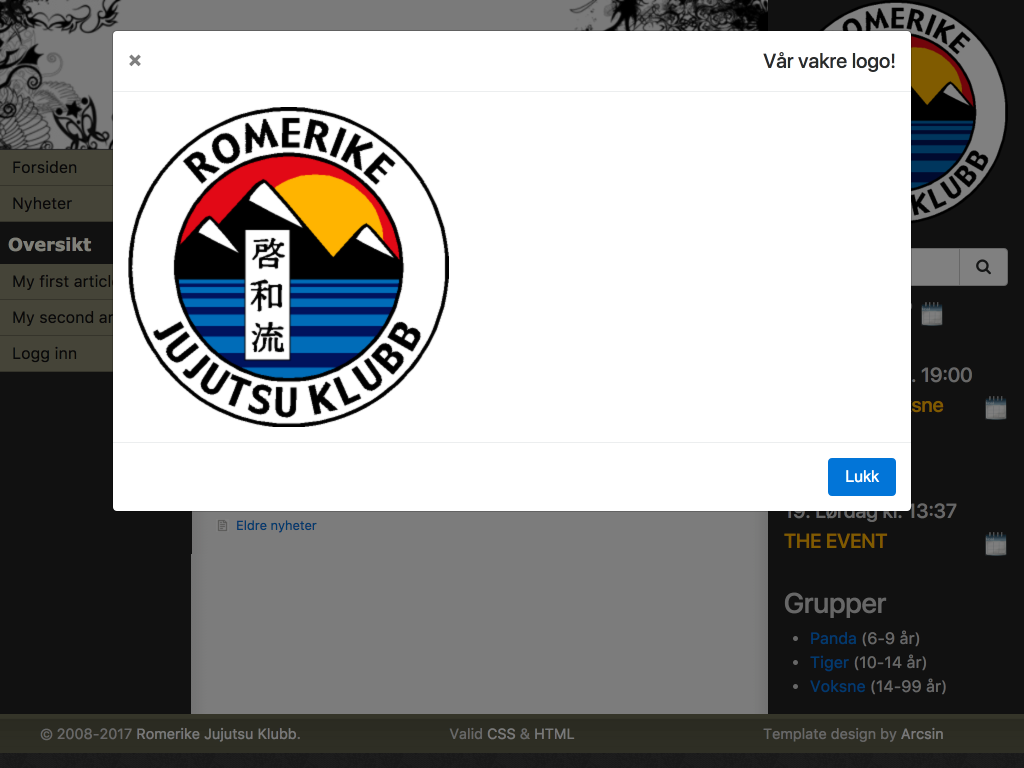 × Vår vakre logo!
ROMERIKE
啓
和
流
JUJUTSU KLUBB
Lukk
Forsiden
Nyheter
Oversikt
My first articl
My second ar
Logg inn
Eldre nyheter
ROMERIKE
KLUBB
. 19:00
sne
19. Lørdag kl. 13:37
THE EVENT
Grupper
• Panda (6-9 år)
• Tiger (10-14 år)
• Voksne (14-99 år)
© 2008-2017 Romerike Jujutsu Klubb.
Valid CSS & HTML
Template design by Arcsin